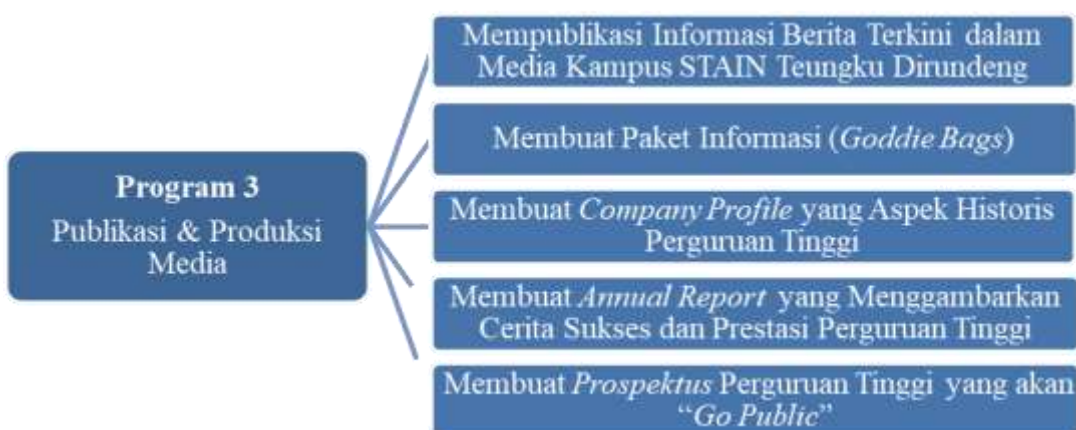 Program 3
Publikasi & Produksi
Media
Mempublikasi Informasi Berita Terkini dalam
Media Kampus STAIN Teungku Dirundeng
Membuat Paket Informasi (Goddie Bags)
Membuat Company Profile yang Aspek Historis
Perguruan Tinggi
Membuat Annual Report yang Menggambarkan
Cerita Sukses dan Prestasi Perguruan Tinggi
Membuat Prospektus Perguruan Tinggi yang akan
“Go Public”